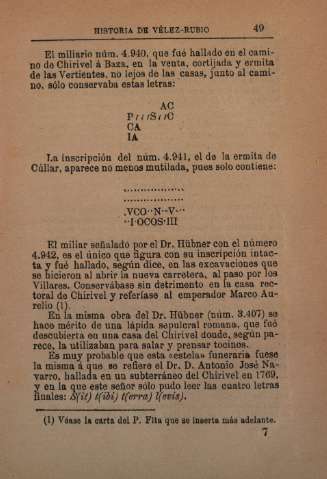 HISTORIA DE VÉLEZ-RUBIO 49
El miliario núm. 4.940, que fué hallado en el cami-
no de Chirivel á Baza, en la venta, cortijada y ermita
de las Vertientes, no lejos de las casas, junto al cami-
no, sólo conservaba estas letras:
AC
P///S//C
CA
IA
La inscripción del núm. 4.941, el de la ermita de
Cúllar, aparece no menos mutilada, pues solo contiene:
..................
..................
.VCO··N··V···
··I·OCOS·III
El miliar señalado por el Dr. Hübner con el número
4.942, es el único que figura con su inscripción intac-
ta y fué hallado, según dice, en las excavaciones que
se hicieron al abrir la nueva carretera, al paso por los
Villares. Conservábase sin detrimento en la casa rec-
toral de Chirivel y referíase al emperador Marco Au-
relio (1).
En la misma obra del Dr. Hübner (núm. 3.407) se
hace mérito de una lápida sepulcral romana, que fué
descubierta en una casa del Chirivel donde, según pa-
rece, la utilizaban para salar y prensar tocinos.
Es muy probable que esta «estela» funeraria fuese
la misma á que se refiere el Dr. D. Antonio José Na-
varro, hallada en un subterráneo del Chirivel en 1769,
y en la que este señor sólo pudo leer las cuatro letras
finales: S(it) t(ibi) t(erra) l(evis).
(1) Véase la carta del P. Fita que se inserta más adelante.
7